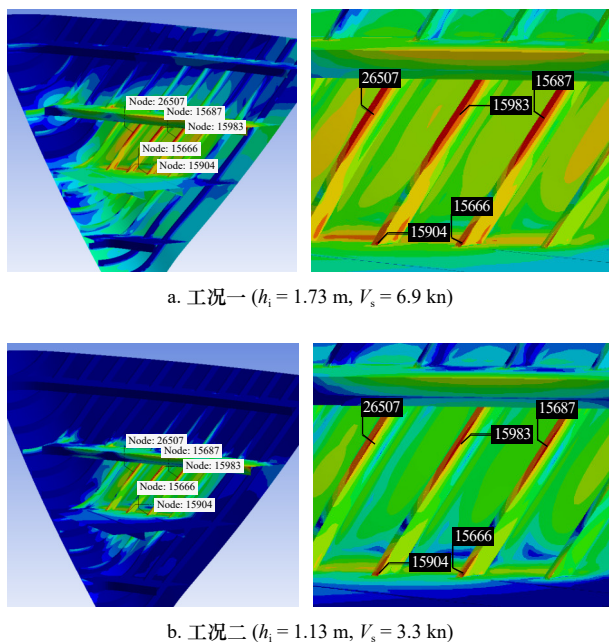 Node: 26507
Node: 15687
Node: 15983
Node: 15666
Node: 15904
26507
15983
15687
15666
15904
a. 工况一 (hᵢ = 1.73 m, Vₛ = 6.9 kn)
Node: 26507
Node: 15687
Node: 15983
Node: 15666
Node: 15904
26507
15983
15687
15666
15904
b. 工况二 (hᵢ = 1.13 m, Vₛ = 3.3 kn)